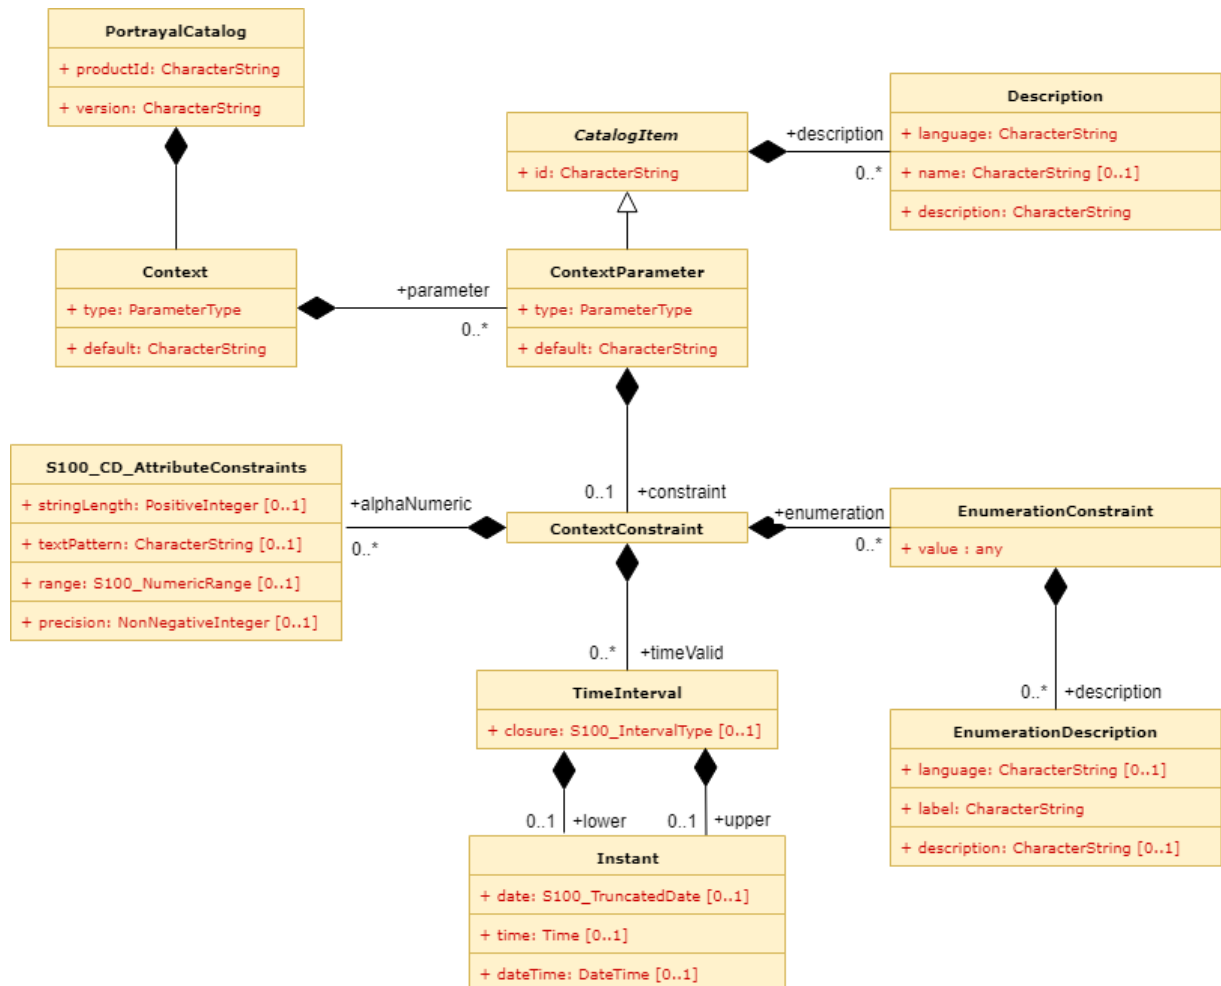 PortrayalCatalog
+ productId: CharacterString
+ version: CharacterString
CatalogItem
+ id: CharacterString
+description
0..*
Description
+ language: CharacterString
+ name: CharacterString [0..1]
+ description: CharacterString
Context
+ type: ParameterType
+ default: CharacterString
+parameter
0..*
ContextParameter
+ type: ParameterType
+ default: CharacterString
S100_CD_AttributeConstraints
+ stringLength: PositiveInteger [0..1]
+ textPattern: CharacterString [0..1]
+ range: S100_NumericRange [0..1]
+ precision: NonNegativeInteger [0..1]
+alphaNumeric
0..*
0..1 +constraint
ContextConstraint
+enumeration
0..*
EnumerationConstraint
+ value : any
0..* +timeValid
TimeInterval
+ closure: S100_IntervalType [0..1]
0..* +description
EnumerationDescription
+ language: CharacterString [0..1]
+ label: CharacterString
+ description: CharacterString [0..1]
0..1 +lower
0..1 +upper
Instant
+ date: S100_TruncatedDate [0..1]
+ time: Time [0..1]
+ dateTime: DateTime [0..1]